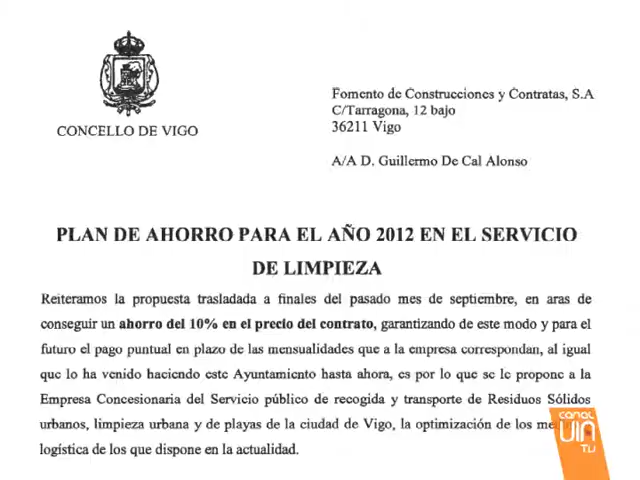 CONCELLO DE VIGO
Fomento de Construcciones y Contratas, S.A
C/Tarragona, 12 bajo
36211 Vigo
A/A D. Guillermo De Cal Alonso
PLAN DE AHORRO PARA EL AÑO 2012 EN EL SERVICIO
DE LIMPIEZA
Reiteramos la propuesta trasladada a finales del pasado mes de septiembre, en aras de
conseguir un ahorro del 10% en el precio del contrato, garantizando de este modo y para el
futuro el pago puntual en plazo de las mensualidades que a la empresa correspondan, al igual
que lo ha venido haciendo este Ayuntamiento hasta ahora, es por lo que se le propone a la
Empresa Concesionaria del Servicio público de recogida y transporte de Residuos Sólidos
urbanos, limpieza urbana y de playas de la ciudad de Vigo, la optimización de los
logística de los que dispone en la actualidad.
canal
UIN
TV